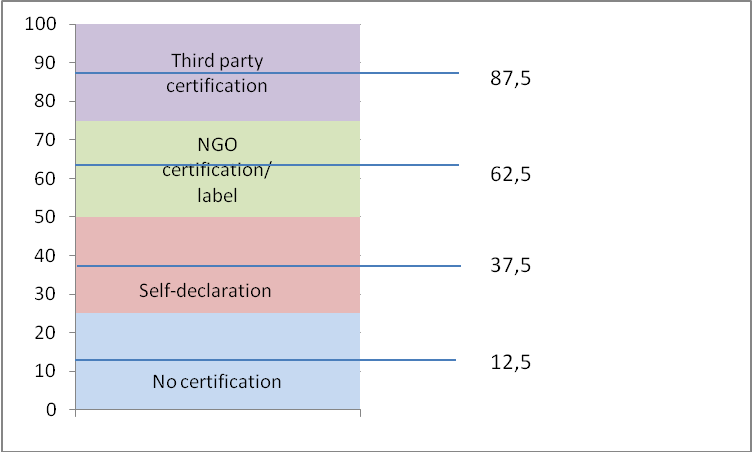 100
90
80
70
60
50
40
30
20
10
0
Third party
certification
NGO
certification/
label
Self-declaration
No certification
87,5
62,5
37,5
12,5